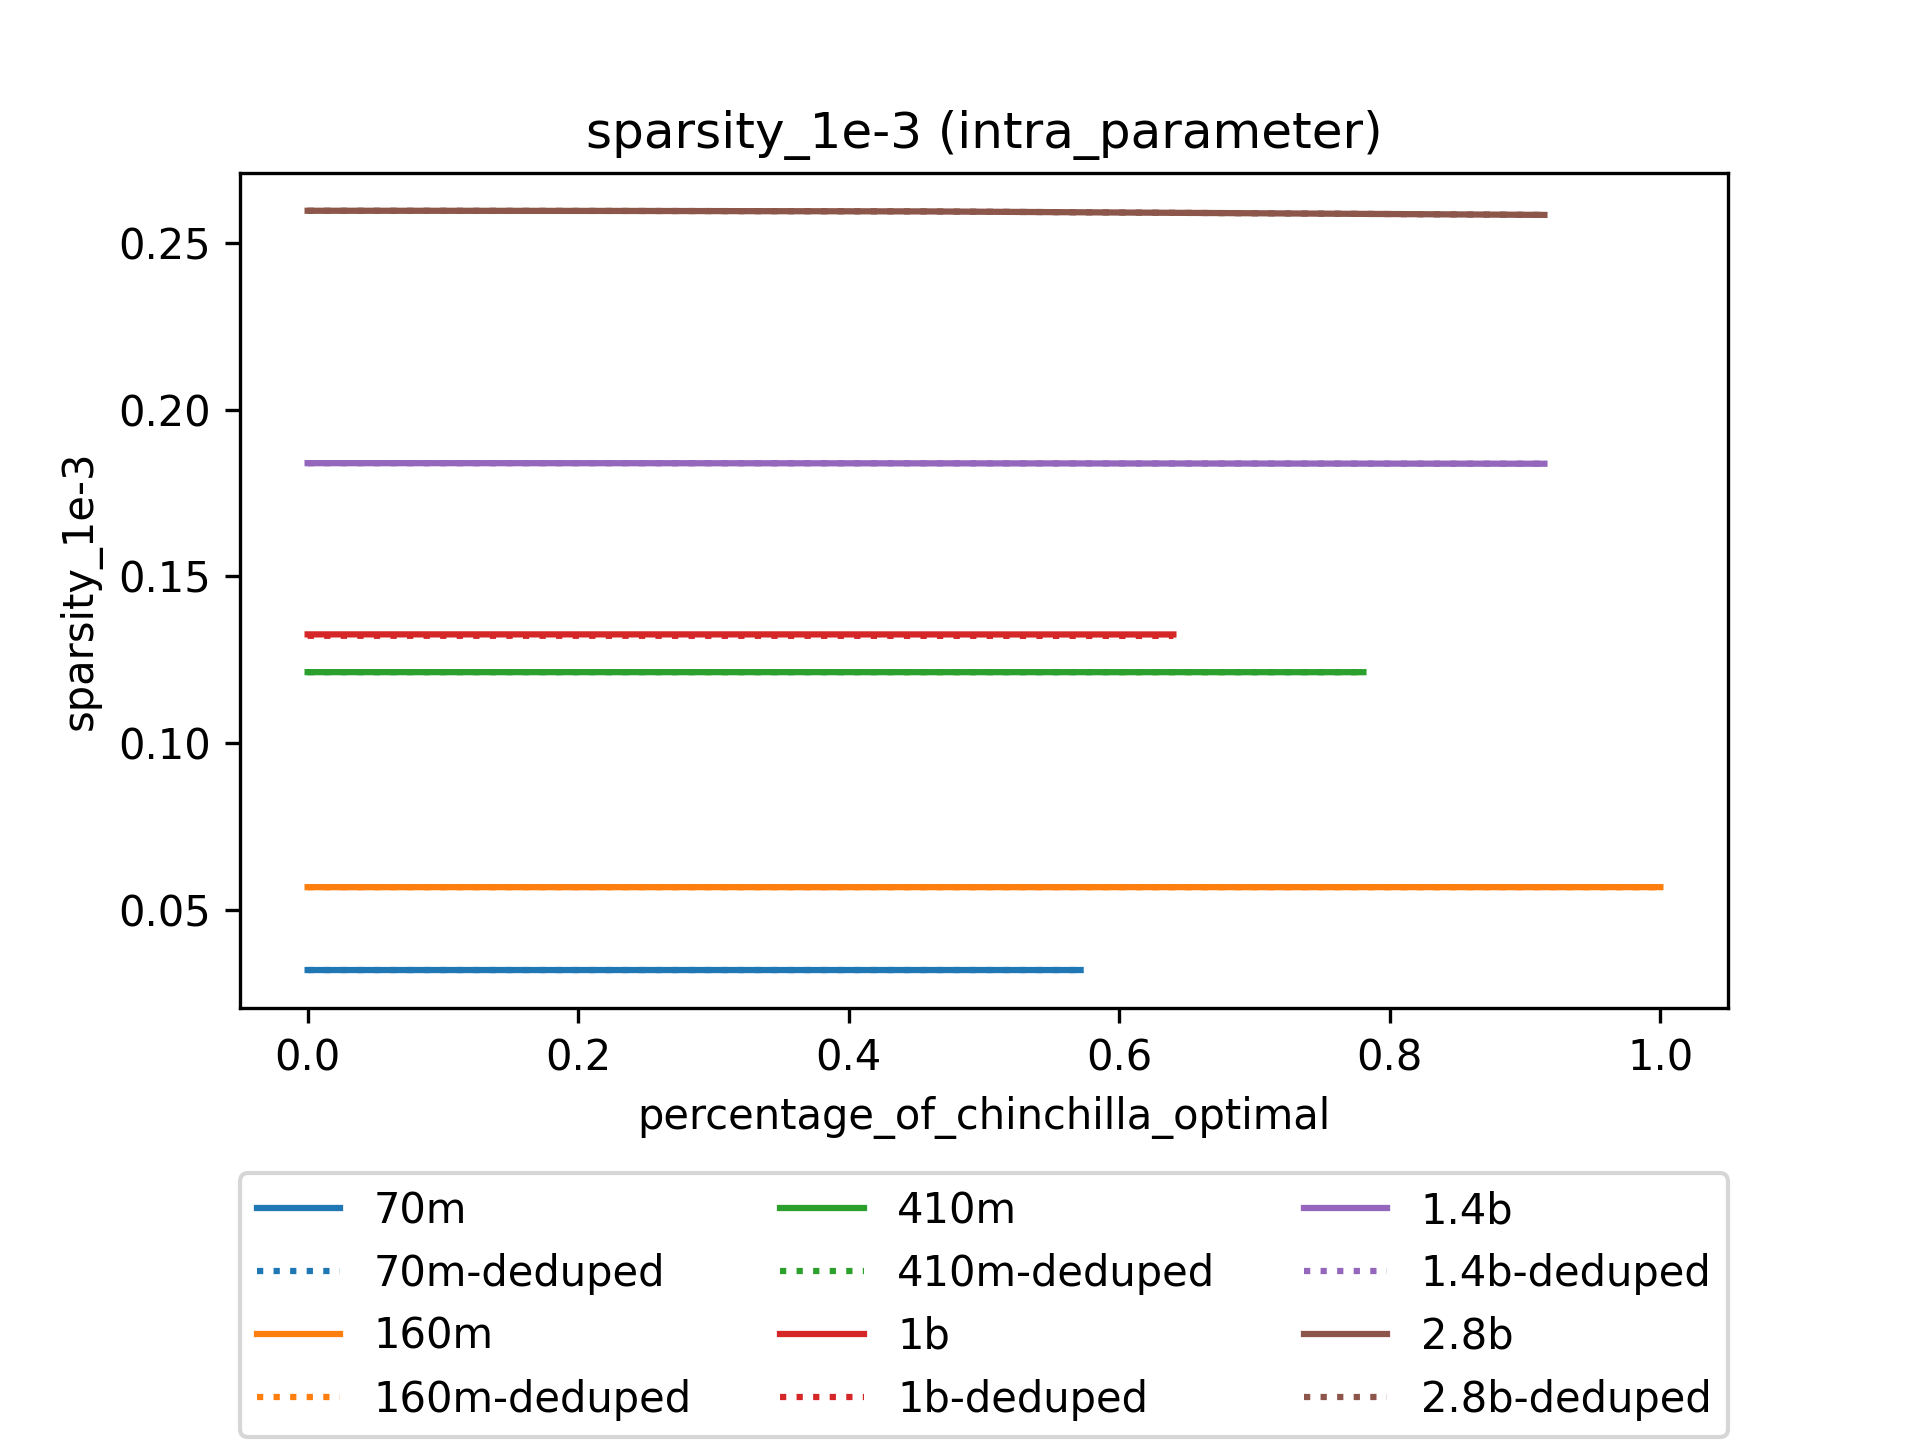 sparsity_1e-3 (intra_parameter)
sparsity_1e-3
0.25
0.20
0.15
0.10
0.05
0.0 0.2 0.4 0.6 0.8 1.0
percentage_of_chinchilla_optimal
70m
70m-deduped
160m
160m-deduped
410m
410m-deduped
1b
1b-deduped
1.4b
1.4b-deduped
2.8b
2.8b-deduped